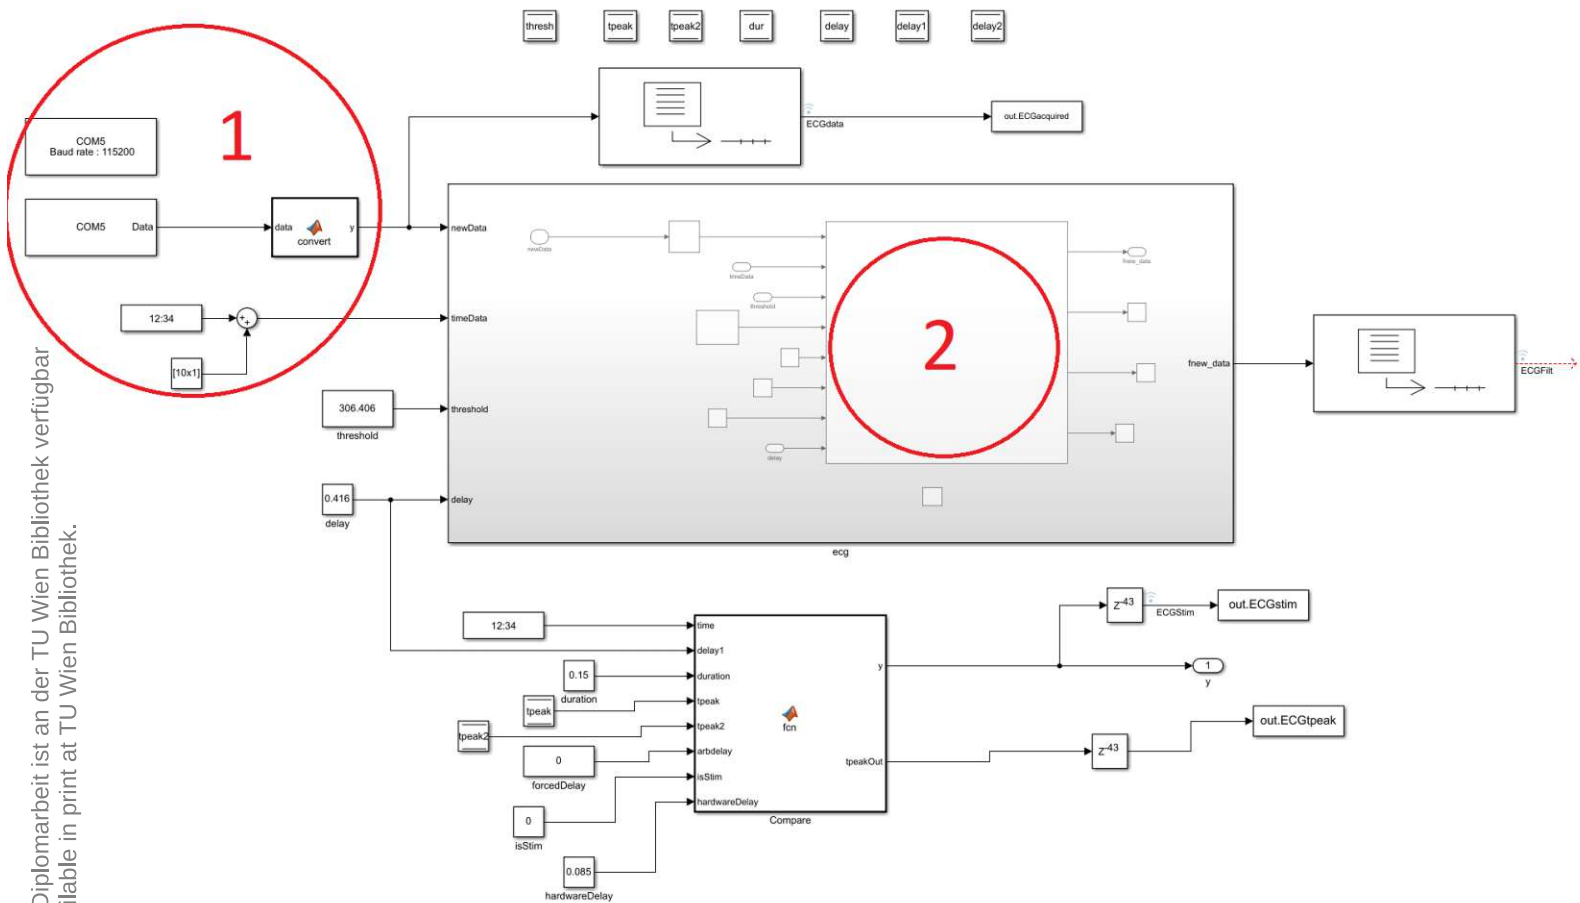 thresh
tpeak
tpeak2
dur
delay
delay1
delay2
1
COM5
Baud rate : 115200
ECGdata
out.ECGacquired
COM5
Data
data
convert
y
newData
newData
fnew_data
timeData
threshold
12:34
++
timeData
[10x1]
2
fnew_data
ECGFilt
306.406
threshold
threshold
delay
0.416
delay
delay
ecg
12:34
time
delay1
0.15
duration
duration
tpeak
tpeak
tpeak2
tpeak2
0
forcedDelay
arbdelay
isStim
0
isStim
hardwareDelay
0.085
hardwareDelay
fcn
y
tpeakOut
Compare
Z-43
ECGStim
out.ECGstim
1
y
Z-43
out.ECGtpeak
Diplomarbeit ist an der TU Wien Bibliothek verfügbar
ilable in print at TU Wien Bibliothek.